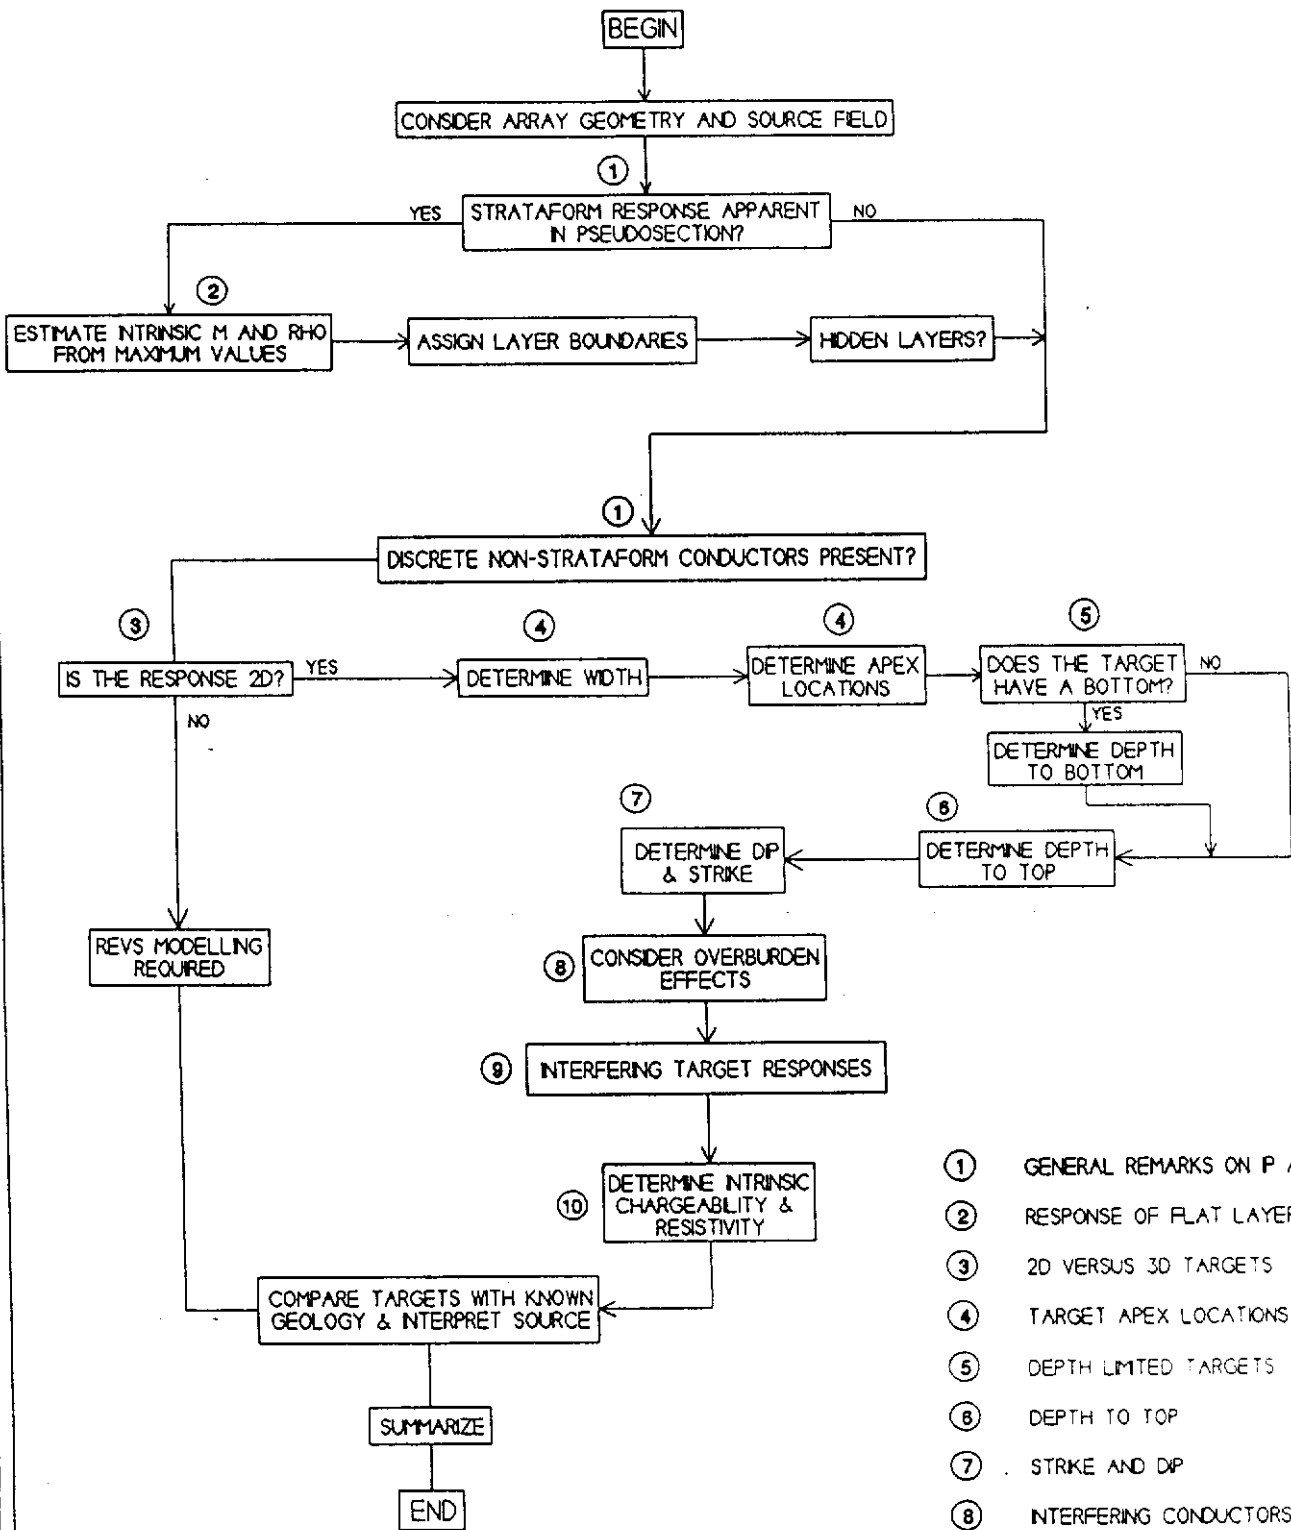 BEGIN
CONSIDER ARRAY GEOMETRY AND SOURCE FIELD
1
YES
STRATAFORM RESPONSE APPARENT
IN PSEUDOSECTION?
NO
2
ESTIMATE INTRINSIC M AND RHO
FROM MAXIMUM VALUES
ASSIGN LAYER BOUNDARIES
HIDDEN LAYERS?
1
DISCRETE NON-STRATAFORM CONDUCTORS PRESENT?
3
4
4
5
IS THE RESPONSE 2D?
YES
NO
DETERMINE WIDTH
DETERMINE APEX
LOCATIONS
DOES THE TARGET
HAVE A BOTTOM?
NO
YES
DETERMINE DEPTH
TO BOTTOM
7
6
DETERMINE DIP
& STRIKE
DETERMINE DEPTH
TO TOP
REVS MODELLING
REQUIRED
8
CONSIDER OVERBURDEN
EFFECTS
9
INTERFERING TARGET RESPONSES
10
DETERMINE INTRINSIC
CHARGEABILITY &
RESISTIVITY
COMPARE TARGETS WITH KNOWN
GEOLOGY & INTERPRET SOURCE
SUMMARIZE
END
1 GENERAL REMARKS ON IP
2 RESPONSE OF FLAT LAYER
3 2D VERSUS 3D TARGETS
4 TARGET APEX LOCATIONS
5 DEPTH LIMITED TARGETS
6 DEPTH TO TOP
7 STRIKE AND DIP
8 INTERFERING CONDUCTORS